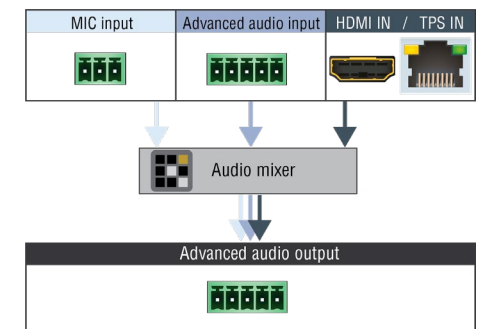 MIC input
Advanced audio input
HDMI IN / TPS IN
Audio mixer
Advanced audio output